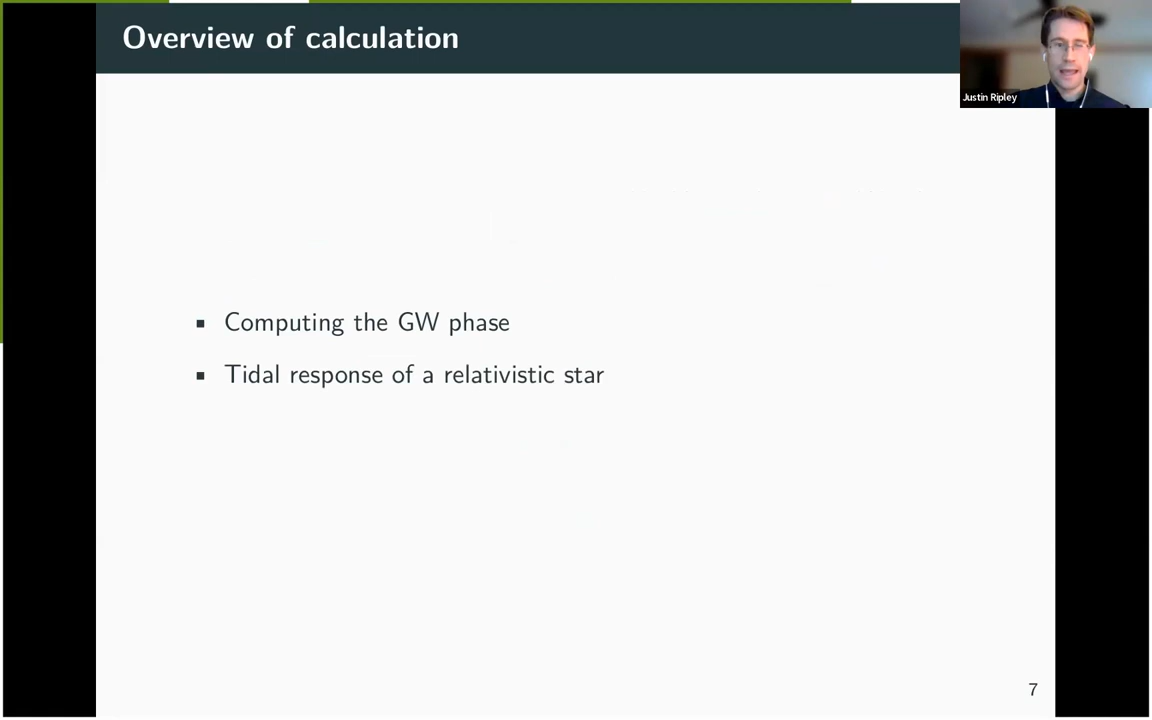 Overview of calculation
Justin Ripley
▪ Computing the GW phase
▪ Tidal response of a relativistic star
7